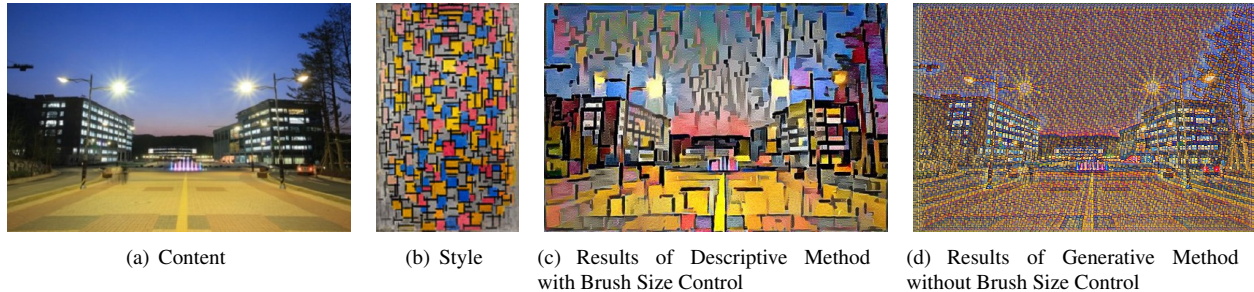 (a) Content
(b) Style
(c) Results of Descriptive Method
with Brush Size Control
(d) Results of Generative Method
without Brush Size Control